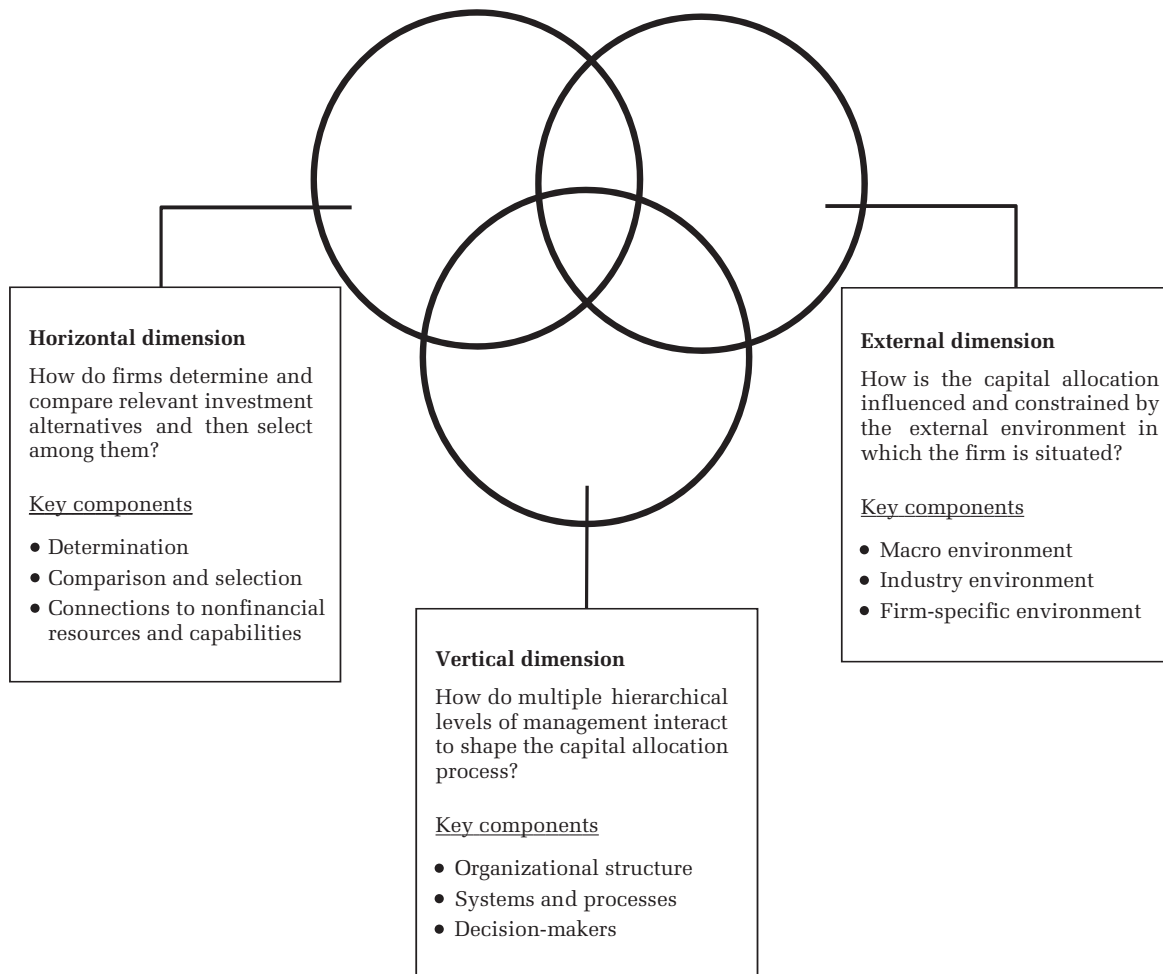 Horizontal dimension
How do firms determine and
compare relevant investment
alternatives and then select
among them?
Key components
• Determination
• Comparison and selection
• Connections to nonfinancial
resources and capabilities
External dimension
How is the capital allocation
influenced and constrained by
the external environment in
which the firm is situated?
Key components
• Macro environment
• Industry environment
• Firm-specific environment
Vertical dimension
How do multiple hierarchical
levels of management interact
to shape the capital allocation
process?
Key components
• Organizational structure
• Systems and processes
• Decision-makers